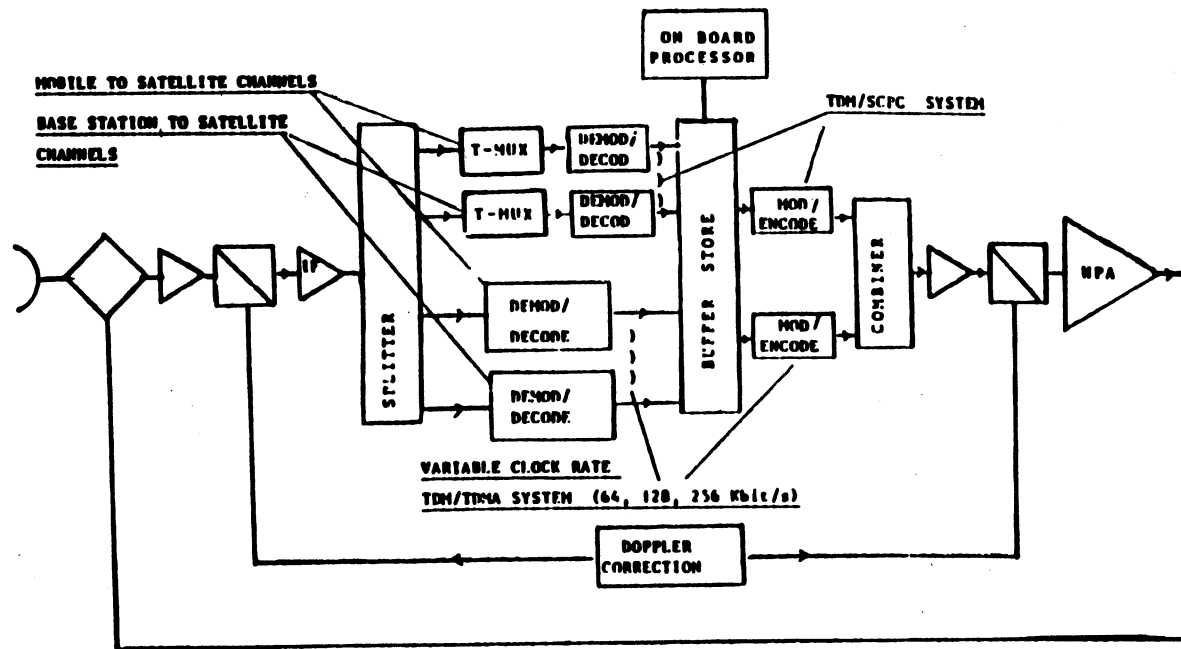 ON BOARD
PROCESSOR
MOBILE TO SATELLITE CHANNELS
BASE STATION TO SATELLITE
CHANNELS
TDM/SCPC SYSTEM
T-MUX
DEMOD/
DECOD
T-MUX
DEMOD/
DECOD
IF
SPLITTER
DEMOD/
DECODE
DEMOD/
DECODE
BUFFER STORE
MOD/
ENCODE
MOD/
ENCODE
COMBINER
HPA
VARIABLE CLOCK RATE
TDM/TDMA SYSTEM (64, 128, 256 Kbit/s)
DOPPLER
CORRECTION